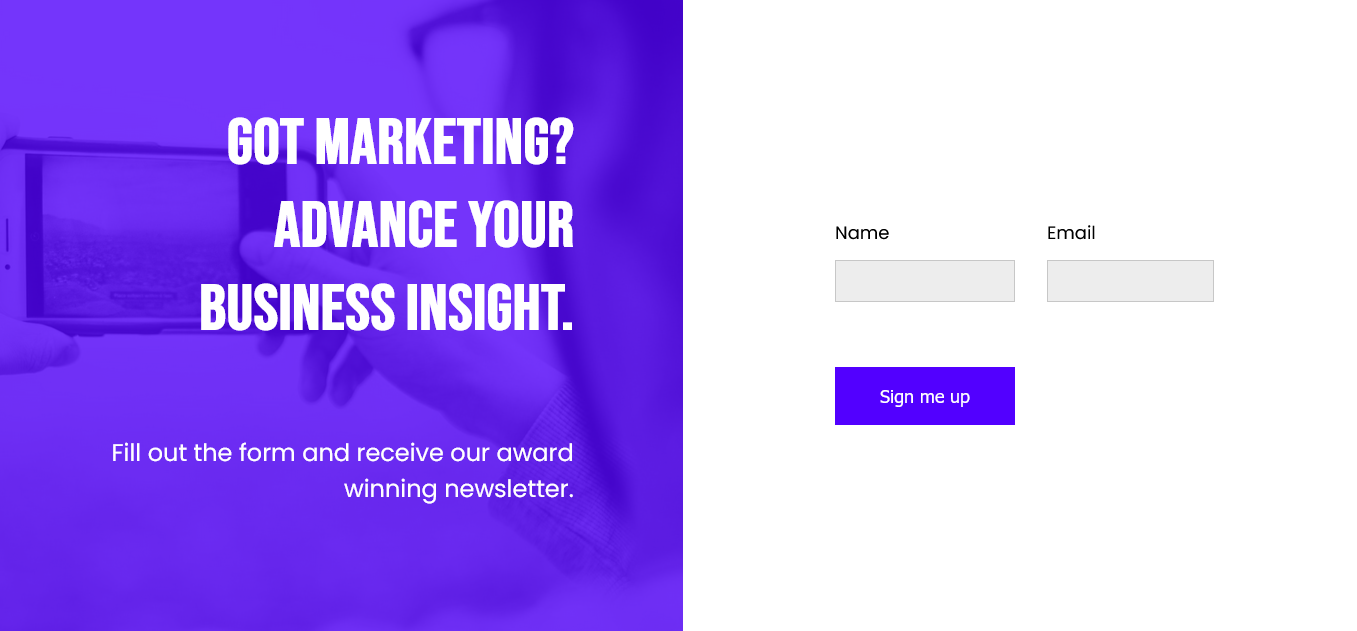 GOT MARKETING?
ADVANCE YOUR
BUSINESS INSIGHT.
Fill out the form and receive our award
winning newsletter.
Name
Email
Sign me up